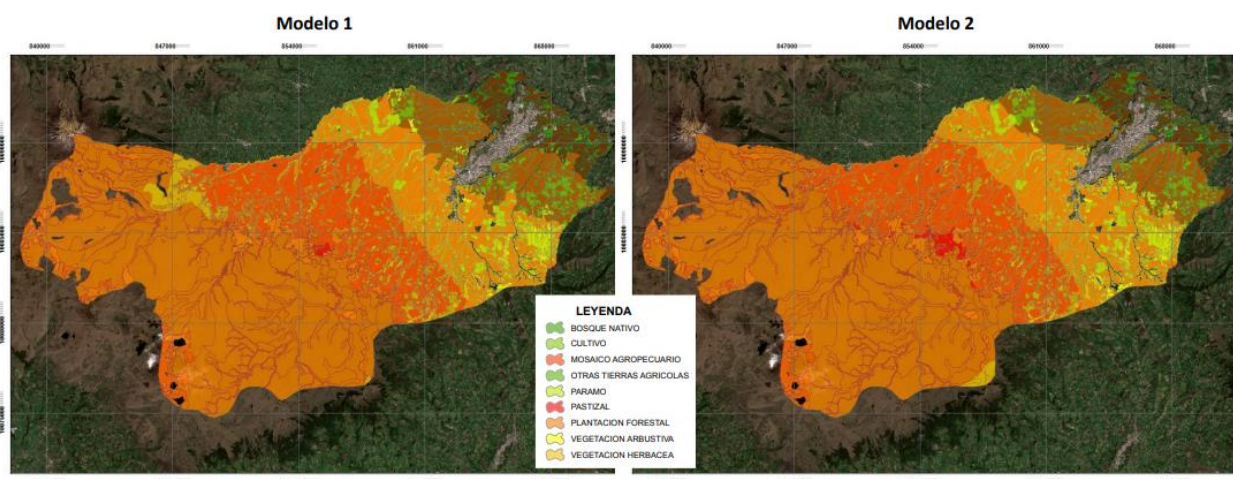 Modelo 1
Modelo 2
840000 847000 854000 861000 868000
840000 847000 854000 861000 868000
LEYENDA
BOSQUE NATIVO
CULTIVO
MOSAICO AGROPECUARIO
OTRAS TIERRAS AGRICOLAS
PARAMO
PASTIZAL
PLANTACION FORESTAL
VEGETACION ARBUSTIVA
VEGETACION HERBACEA